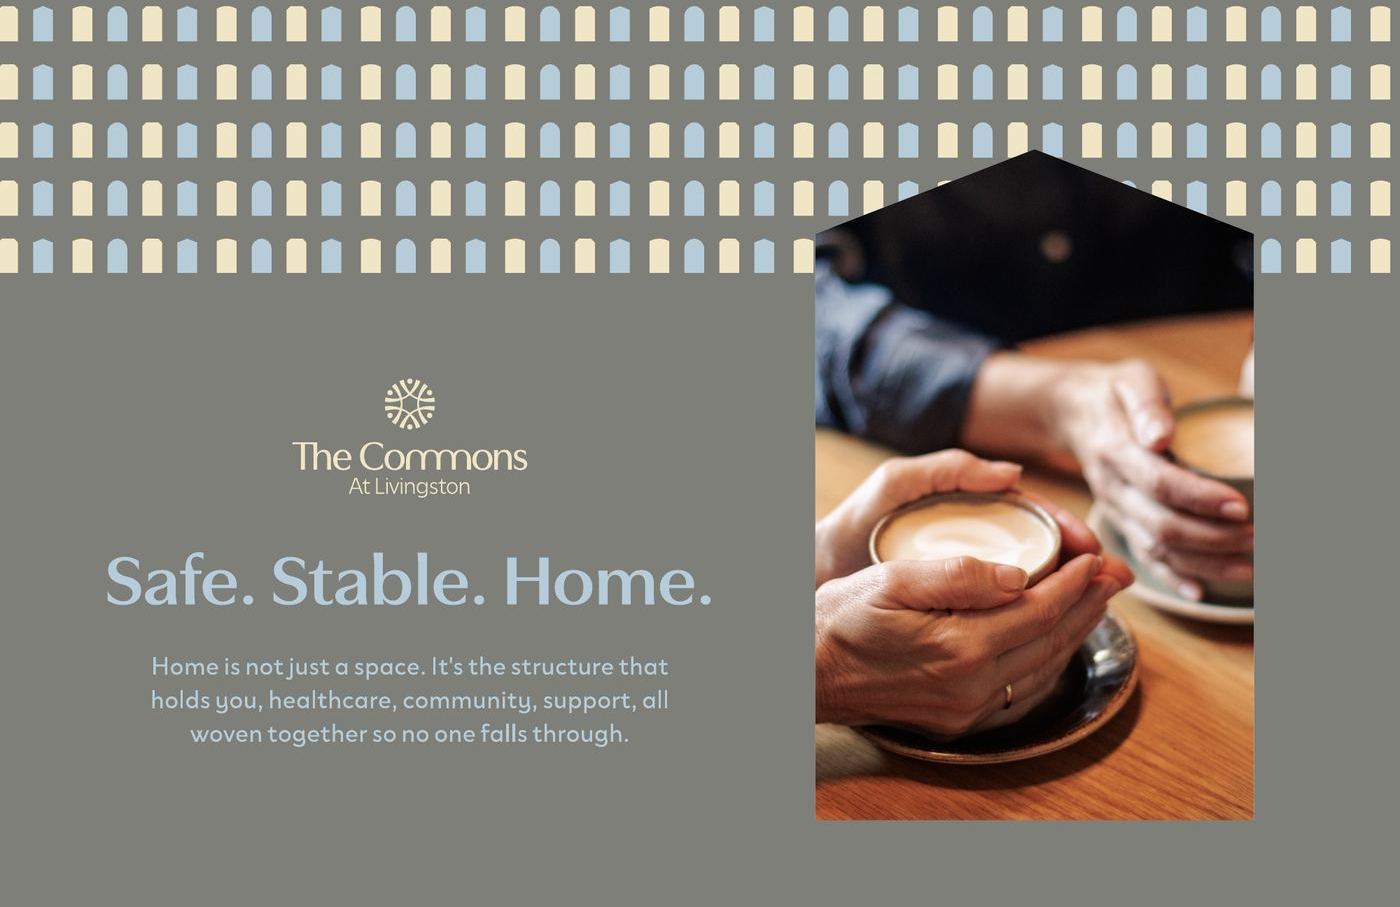 The Commons
At Livingston
Safe. Stable. Home.
Home is not just a space. It's the structure that
holds you, healthcare, community, support, all
woven together so no one falls through.